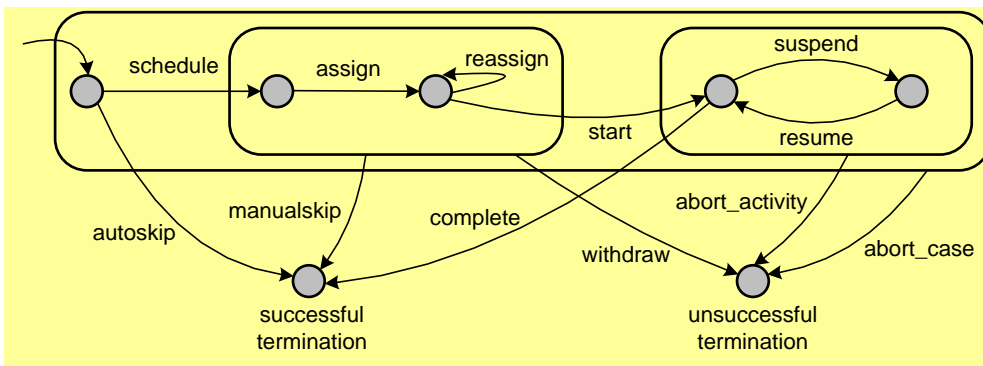 suspend
reassign
schedule
assign
start
resume
manualskip
complete
abort_activity
autoskip
withdraw
abort_case
successful
termination
unsuccessful
termination